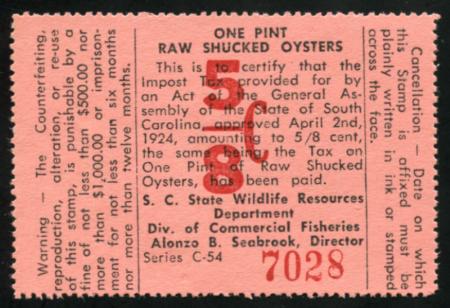 Warning — The Counterfeiting,
reproduction, alteration, or re-use
of this stamp, is punishable by a
fine of not less than $500.00 nor
more than $1,000.00 or imprison-
ment for not less than six months
nor more than twelve months.
ONE PINT
RAW SHUCKED OYSTERS
This is to certify that the
Impost Tax provided for by
an Act of the General As-
sembly of the State of South
Carolina, approved April 2nd,
1924, amounting to 5/8 cent,
the same being the Tax on
One Pint of Raw Shucked
Oysters, has been paid.
5/8 c
S. C. State Wildlife Resources
Department
Div. of Commercial Fisheries
Alonzo B. Seabrook, Director
Series C-54
7028
Cancellation — Date on which
this Stamp is affixed must be
plainly written in ink or stamped
across the face.